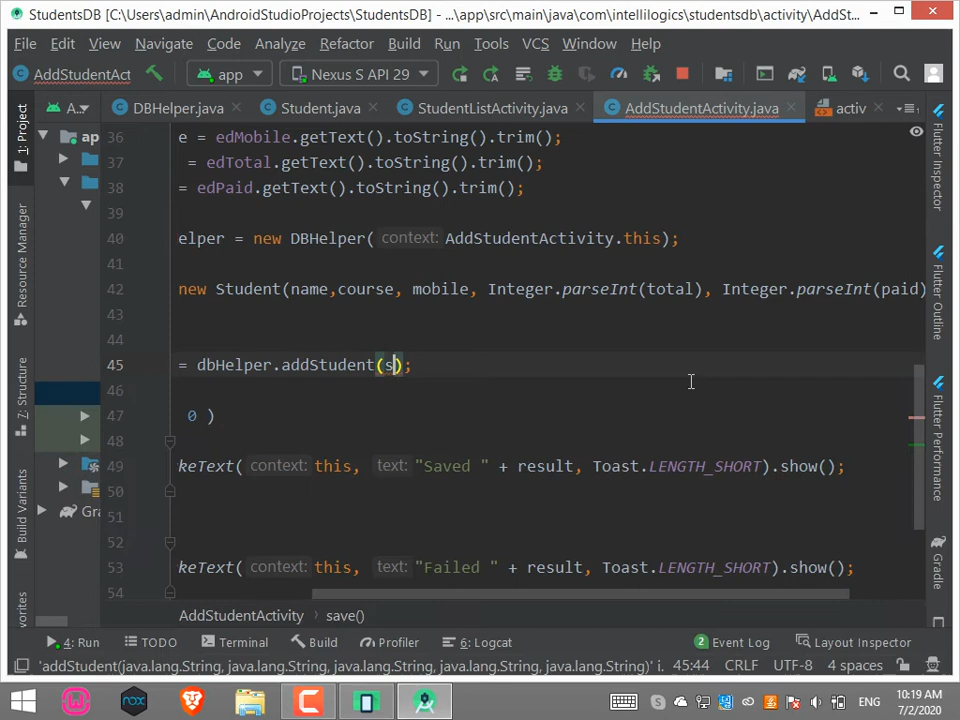 StudentsDB [C:\Users\admin\AndroidStudioProjects\StudentsDB] - ...\app\src\main\java\com\intellilogics\studentsdb\activity\AddSt...
File Edit View Navigate Code Analyze Refactor Build Run Tools VCS Window Help
AddStudentAct app Nexus S API 29
A... DBHelper.java Student.java StudentListActivity.java AddStudentActivity.java activ
1: Project
Resource Manager
Z: Structure
Build Variants
vorites
ap
Gra
36 e = edMobile.getText().toString().trim();
37 = edTotal.getText().toString().trim();
38 = edPaid.getText().toString().trim();
39
40 elper = new DBHelper( context: AddStudentActivity.this);
41
42 new Student(name,course, mobile, Integer.parseInt(total), Integer.parseInt(paid)
43
44
45 = dbHelper.addStudent(s);
46
47 0 )
48
49 keText( context: this, text: "Saved " + result, Toast.LENGTH_SHORT).show();
50
51
52
53 keText( context: this, text: "Failed " + result, Toast.LENGTH_SHORT).show();
54
Flutter Inspector
Flutter Outline
Flutter Performance
Gradle
AddStudentActivity save()
4: Run TODO Terminal Build Profiler 6: Logcat 2 Event Log Layout Inspector
'addStudent(java.lang.String, java.lang.String, java.lang.String, java.lang.String, java.lang.String)' i. 45:44 CRLF UTF-8 4 spaces
nox ENG 10:19 AM
7/2/2020